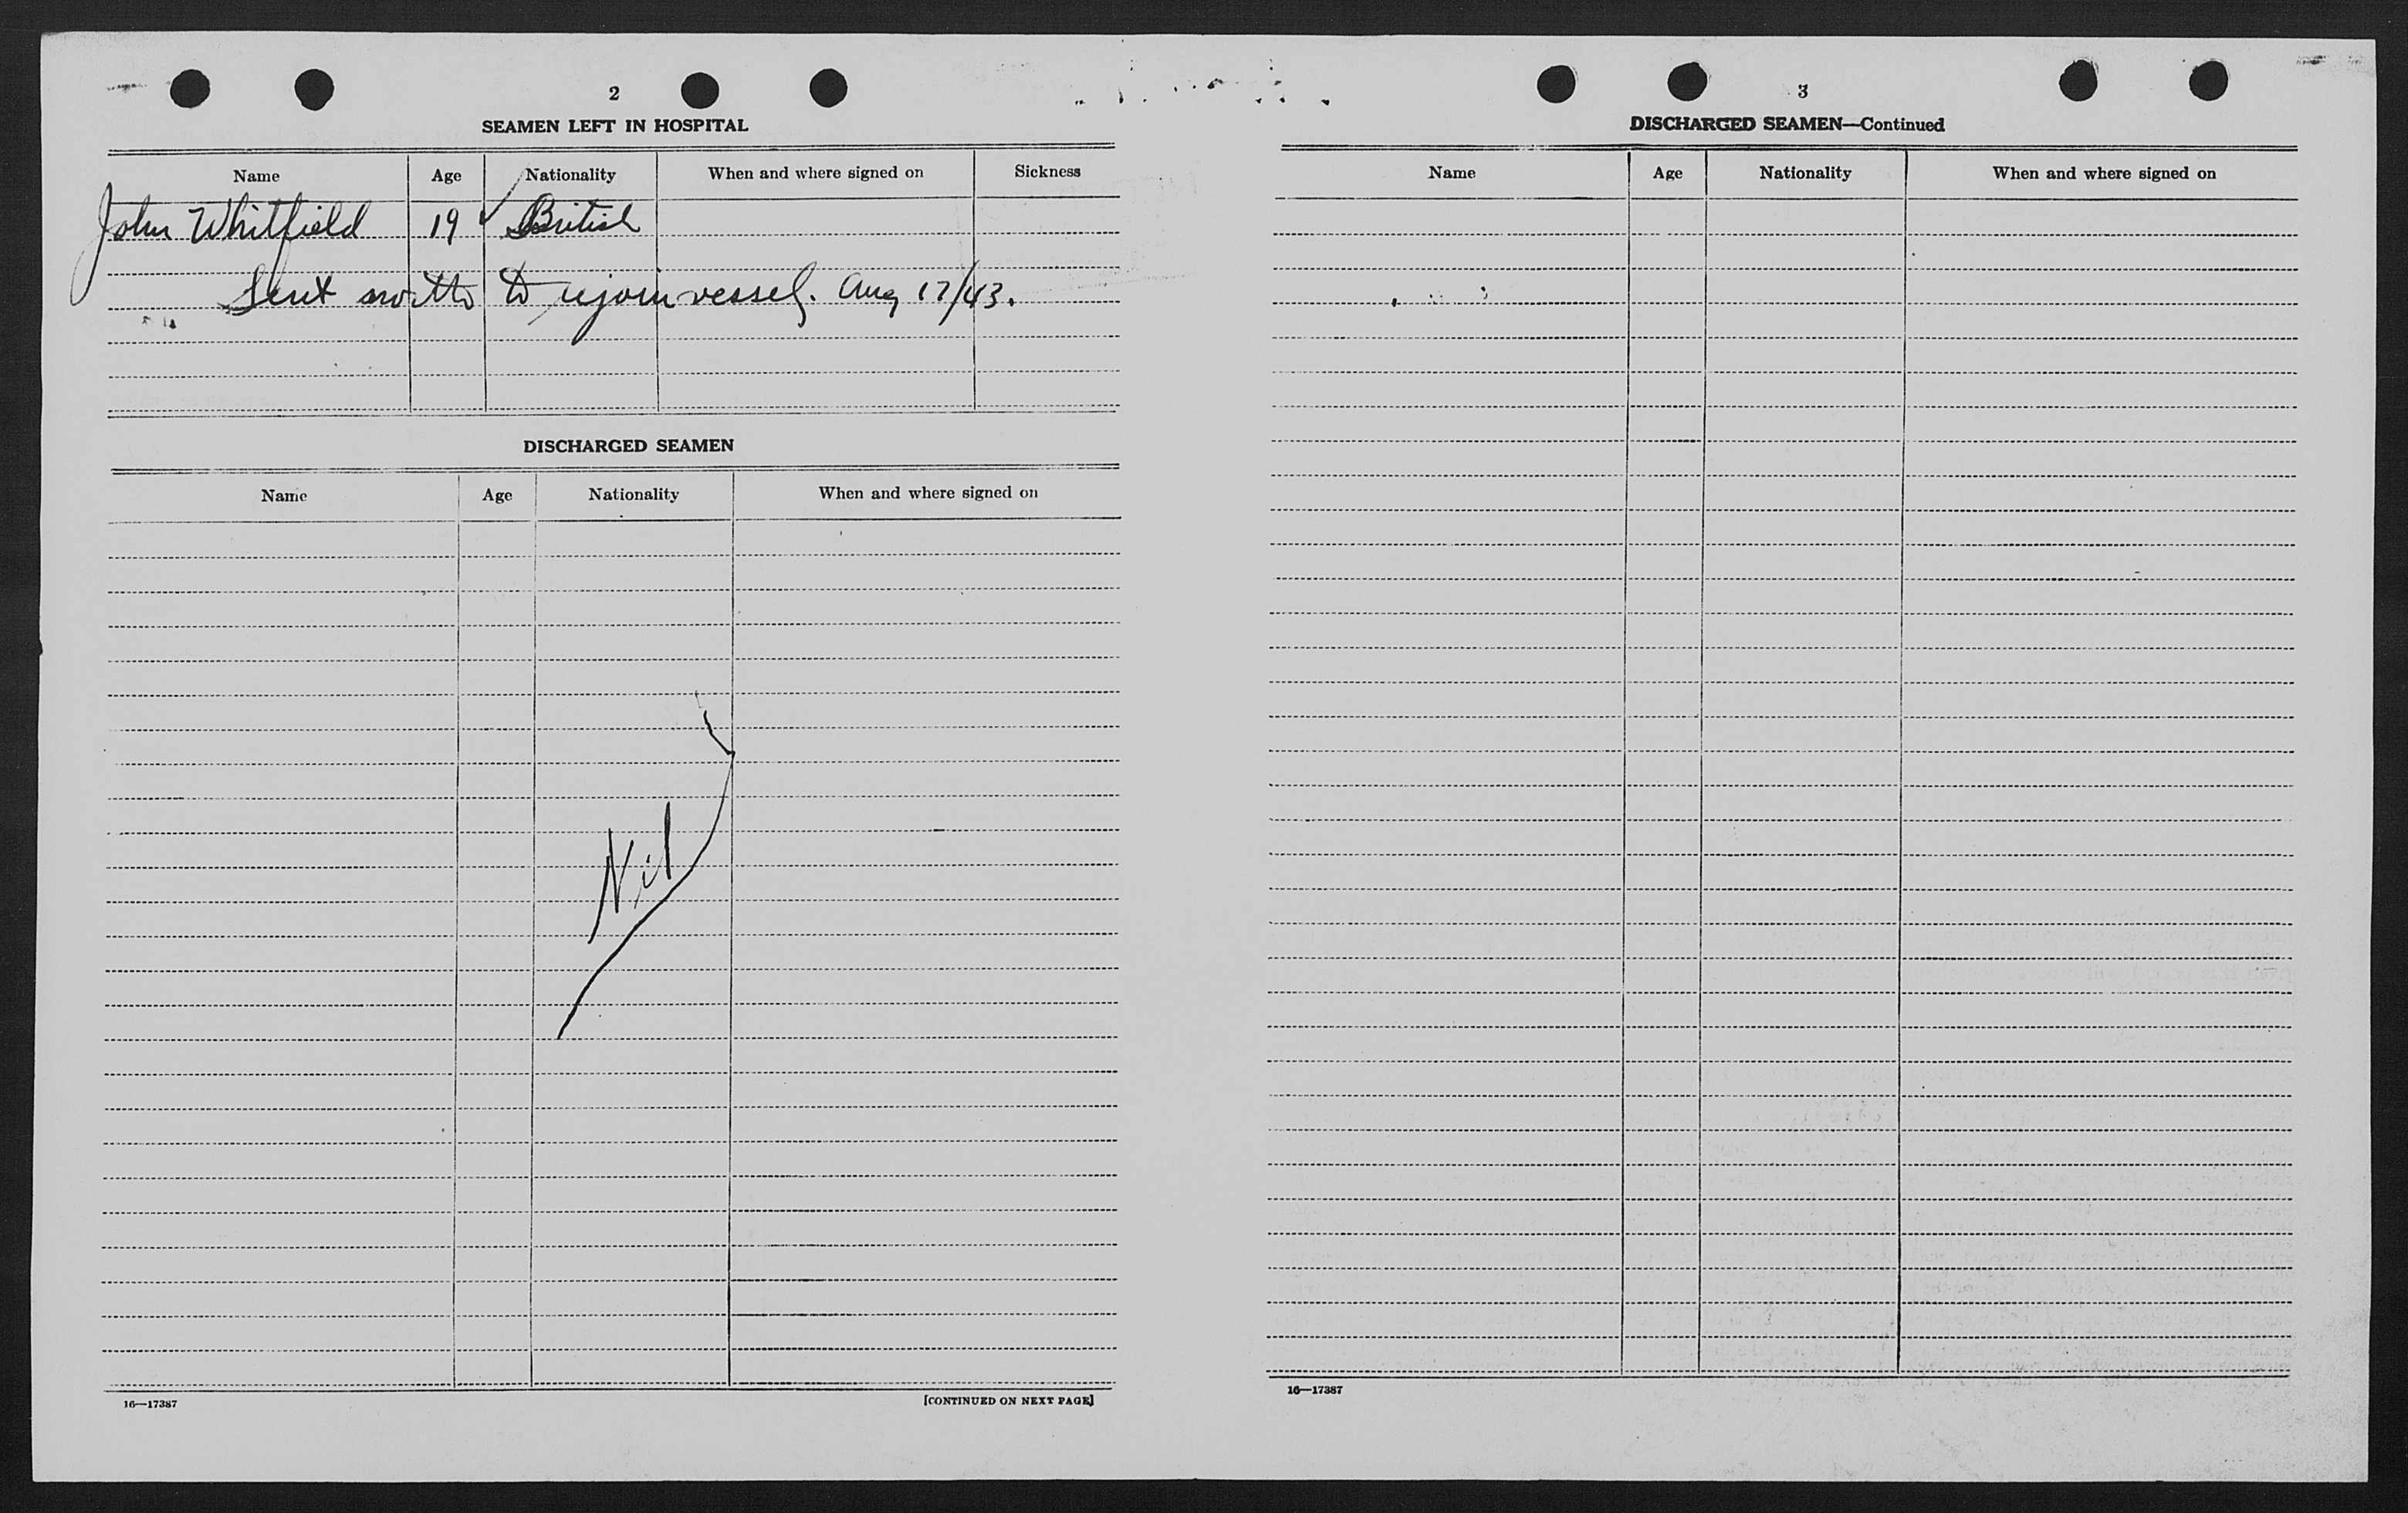 2
SEAMEN LEFT IN HOSPITAL
Name Age Nationality When and where signed on Sickness
John Whitfield 19 ✓ British
Sent north to rejoin vessel. Aug 17/43.
DISCHARGED SEAMEN
Name Age Nationality When and where signed on
Nil
16—17387 [CONTINUED ON NEXT PAGE]
3
DISCHARGED SEAMEN—Continued
Name Age Nationality When and where signed on
16—17387